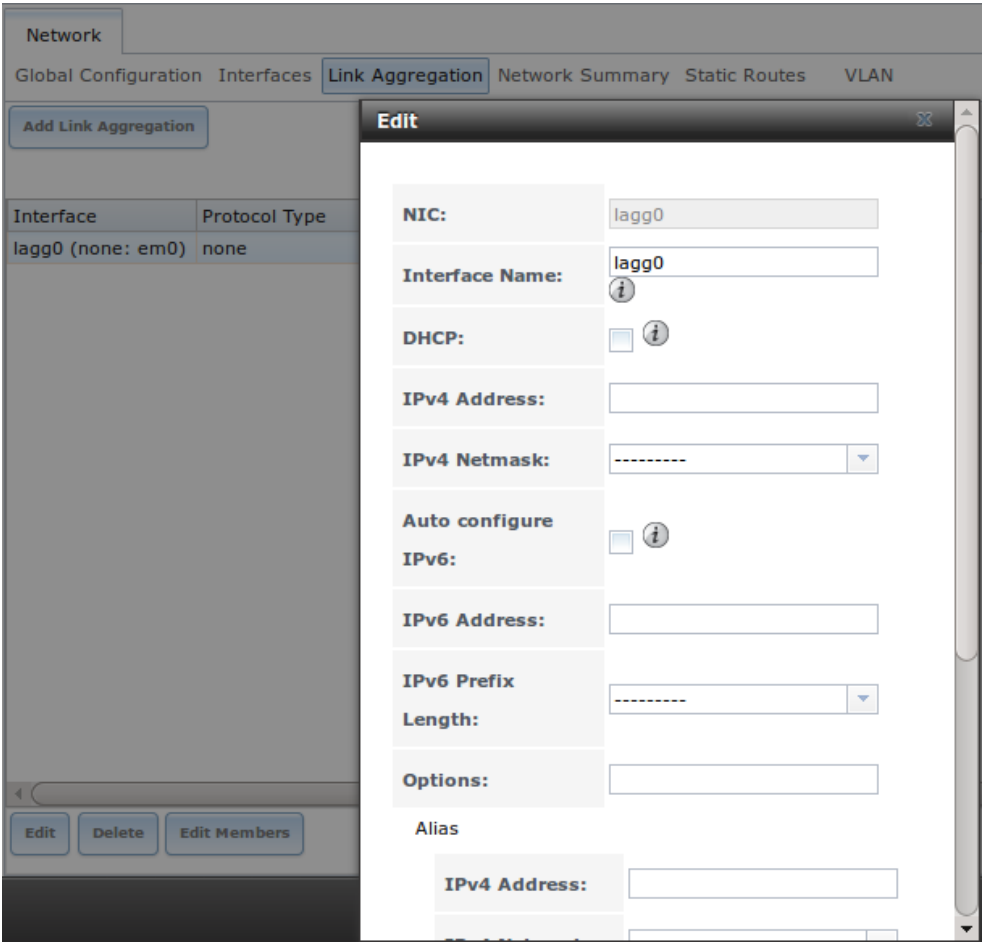 Network
Global Configuration Interfaces Link Aggregation Network Summary Static Routes VLAN
Add Link Aggregation
Edit
Interface Protocol Type
lagg0 (none: em0) none
NIC: lagg0
Interface Name: lagg0
DHCP:
IPv4 Address:
IPv4 Netmask: ---------
Auto configure
IPv6:
IPv6 Address:
IPv6 Prefix
Length: ---------
Options:
Alias
IPv4 Address:
Edit Delete Edit Members